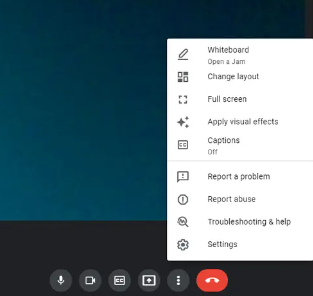 Whiteboard
Open a Jam
Change layout
Full screen
Apply visual effects
Captions
Off
Report a problem
Report abuse
Troubleshooting & help
Settings